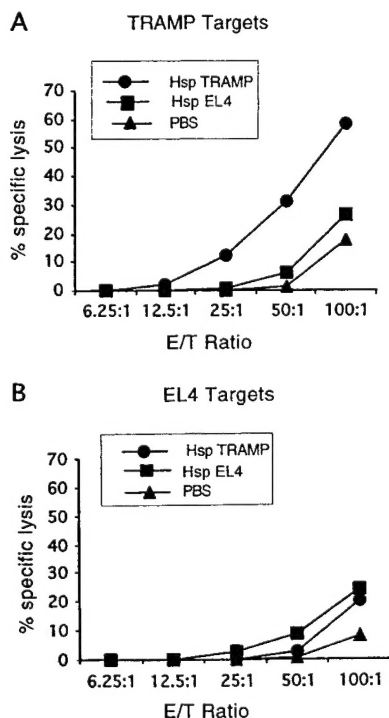 A
TRAMP Targets
Hsp TRAMP
Hsp EL4
PBS
% specific lysis
70
60
50
40
30
20
10
0
6.25:1 12.5:1 25:1 50:1 100:1
E/T Ratio
B
EL4 Targets
Hsp TRAMP
Hsp EL4
PBS
% specific lysis
70
60
50
40
30
20
10
0
6.25:1 12.5:1 25:1 50:1 100:1
E/T Ratio